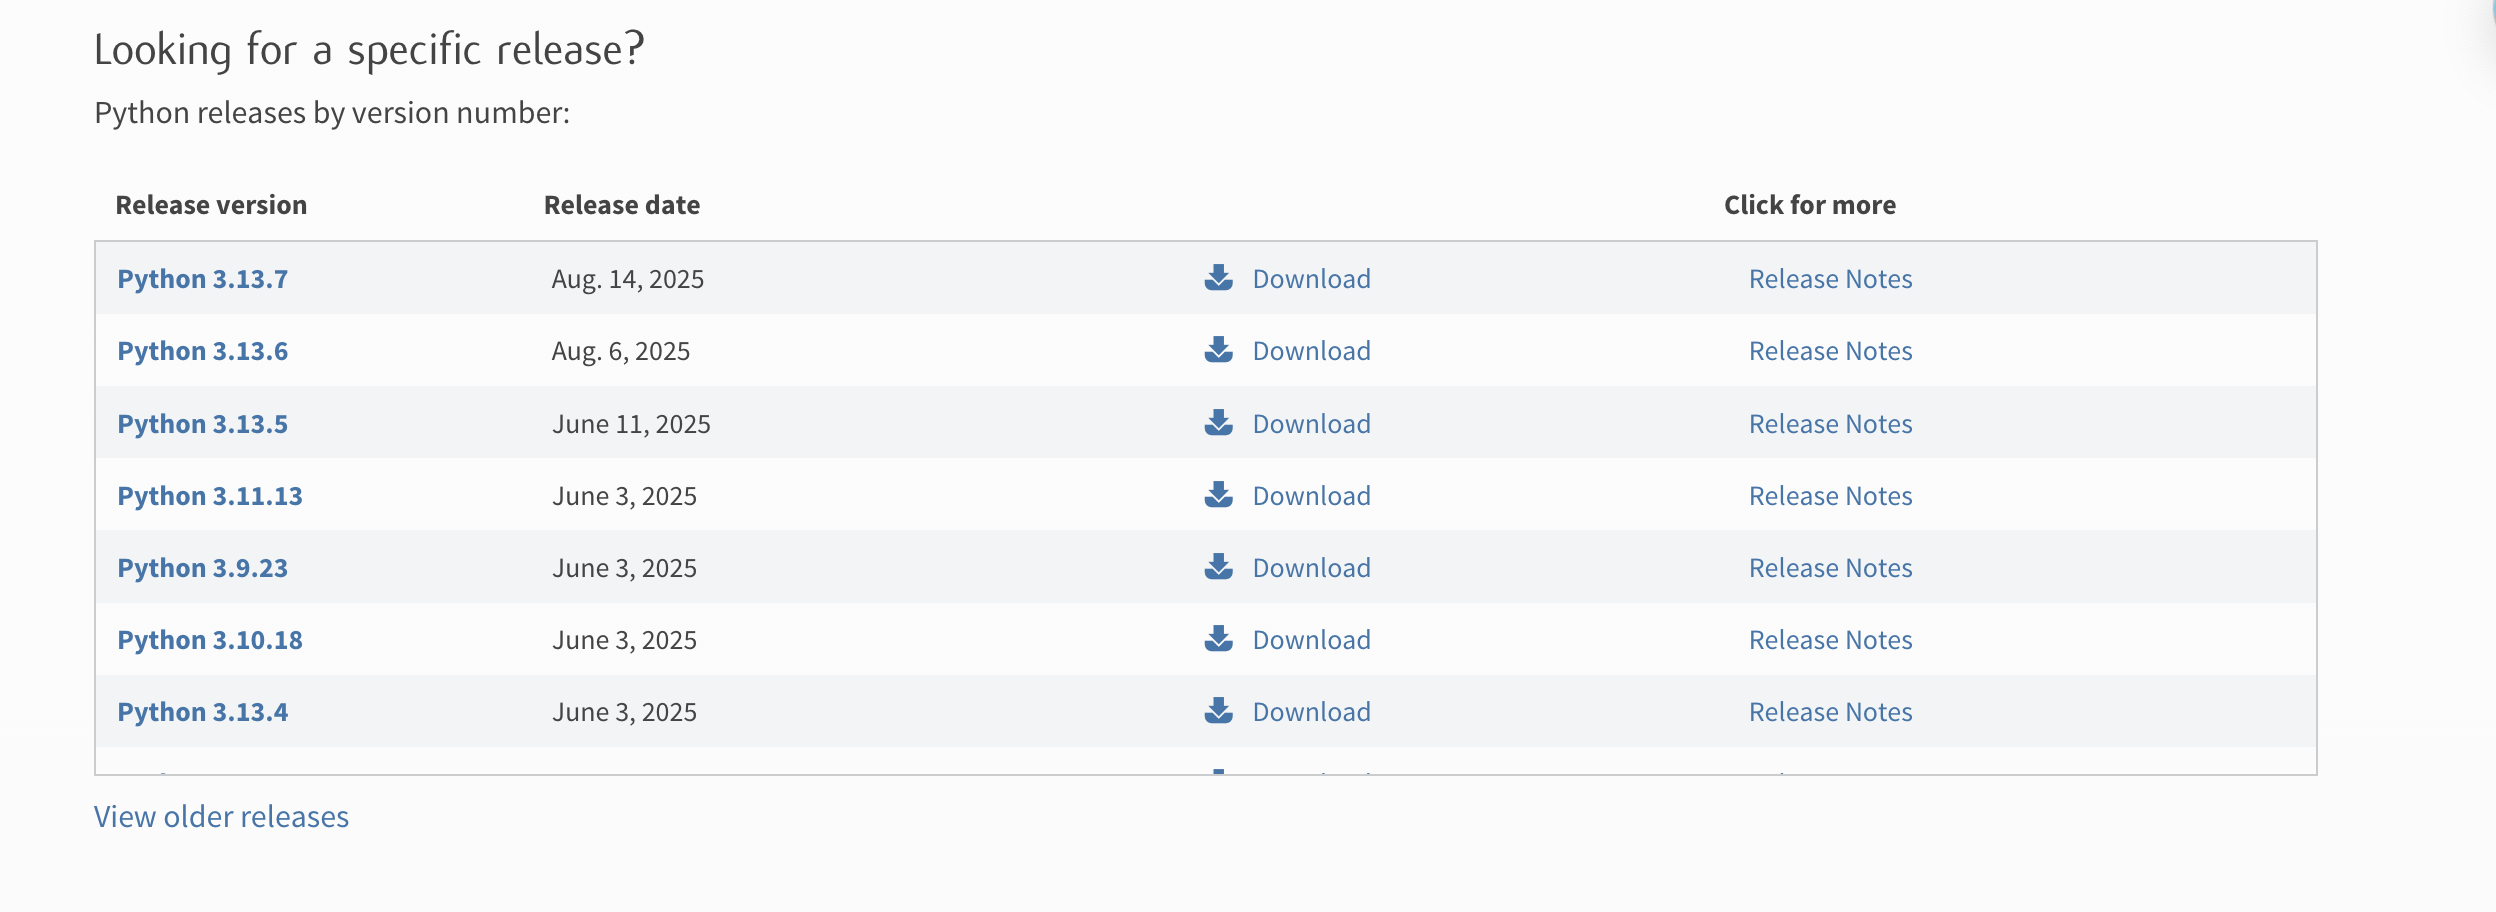 Looking for a specific release?
Python releases by version number:
Release version Release date Click for more
Python 3.13.7 Aug. 14, 2025 Download Release Notes
Python 3.13.6 Aug. 6, 2025 Download Release Notes
Python 3.13.5 June 11, 2025 Download Release Notes
Python 3.11.13 June 3, 2025 Download Release Notes
Python 3.9.23 June 3, 2025 Download Release Notes
Python 3.10.18 June 3, 2025 Download Release Notes
Python 3.13.4 June 3, 2025 Download Release Notes
View older releases